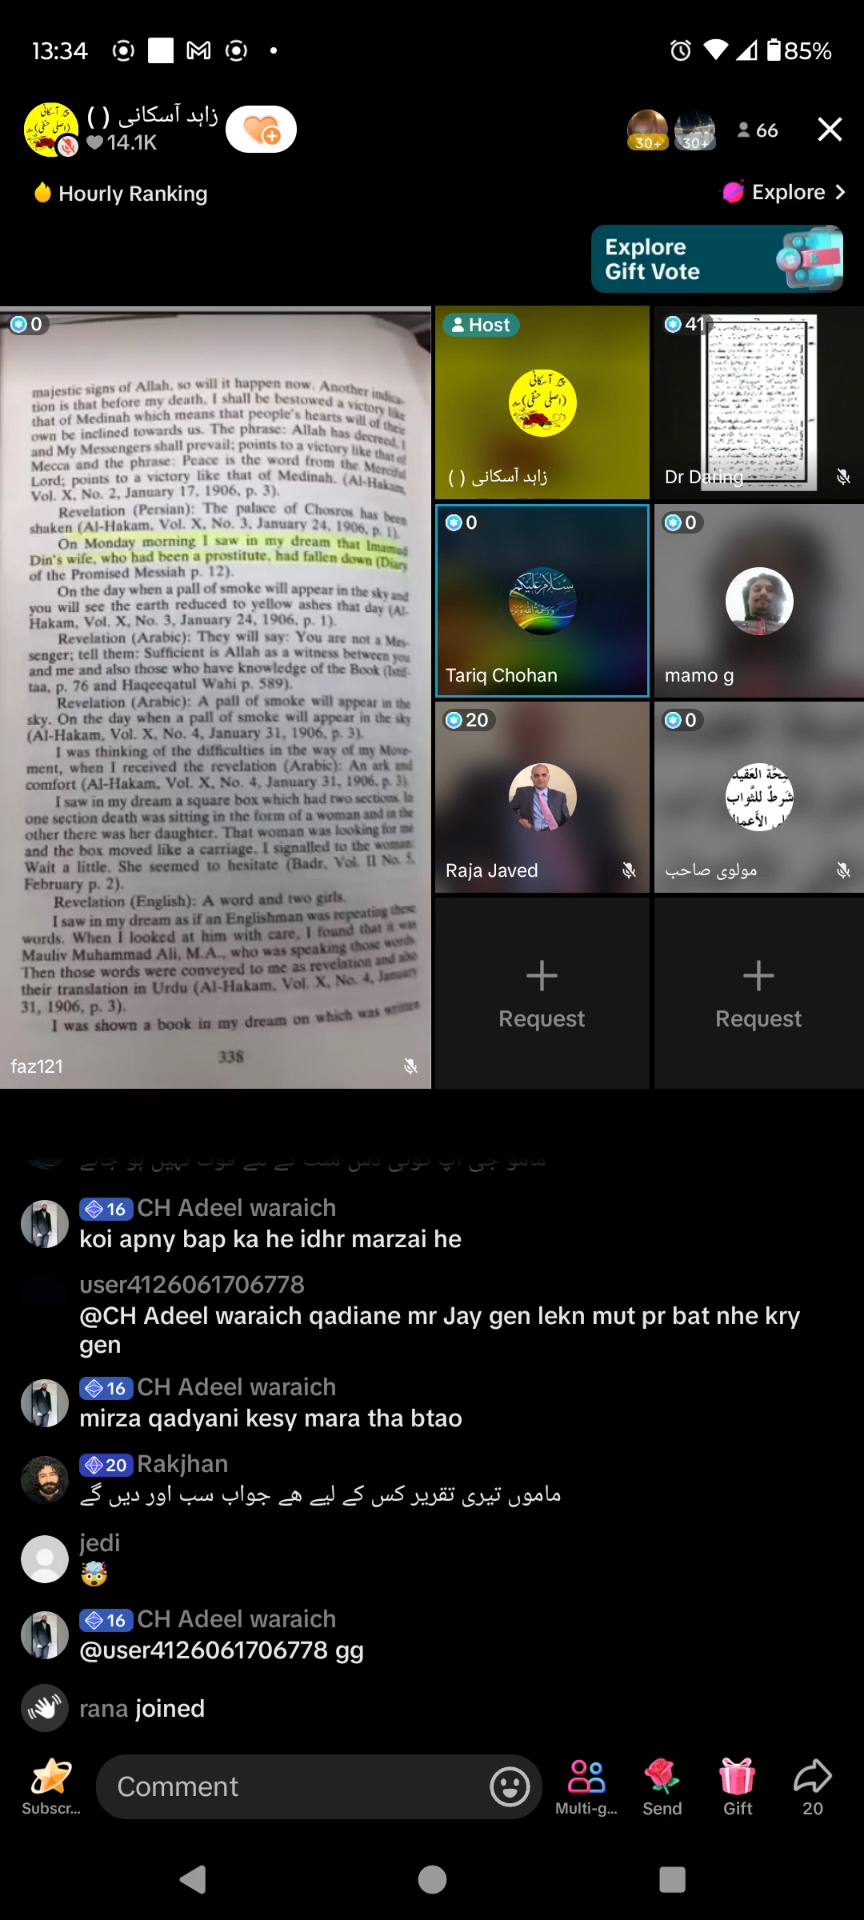 13:34
85%
زاہد آسکانی ( )
14.1K
30+
30+
66
Hourly Ranking
Explore
Explore
Gift Vote
0
majestic signs of Allah, so will it happen now. Another indica-
tion is that before my death, I shall be bestowed a victory like
that of Medinah which means that people's hearts will of their
own be inclined towards us. The phrase: Allah has decreed, I
and My Messengers shall prevail; points to a victory like that of
Mecca and the phrase: Peace is the word from the Merciful
Lord; points to a victory like that of Medinah. (Al-Hakam,
Vol. X, No. 2, January 17, 1906, p. 3).
Revelation (Persian): The palace of Chosros has been
shaken (Al-Hakam, Vol. X, No. 3, January 24, 1906, p. 1).
On Monday morning I saw in my dream that Imamud
Din's wife, who had been a prostitute, had fallen down (Diary
of the Promised Messiah p. 12).
On the day when a pall of smoke will appear in the sky and
you will see the earth reduced to yellow ashes that day (Al-
Hakam, Vol. X, No. 3, January 24, 1906, p. 1).
Revelation (Arabic): They will say: You are not a Mes-
senger; tell them: Sufficient is Allah as a witness between you
and me and also those who have knowledge of the Book (Istif-
taa, p. 76 and Haqeeqatul Wahi p. 589).
Revelation (Arabic): A pall of smoke will appear in the
sky. On the day when a pall of smoke will appear in the sky
(Al-Hakam, Vol. X, No. 4, January 31, 1906, p. 3).
I was thinking of the difficulties in the way of my Move-
ment, when I received the revelation (Arabic): An ark and
comfort (Al-Hakam, Vol. X, No. 4, January 31, 1906, p. 3).
I saw in my dream a square box which had two sections. In
one section death was sitting in the form of a woman and in the
other there was her daughter. That woman was looking for me
and the box moved like a carriage. I signalled to the woman:
Wait a little. She seemed to hesitate (Badr, Vol. II No. 5,
February p. 2).
Revelation (English): A word and two girls.
I saw in my dream as if an Englishman was repeating these
words. When I looked at him with care, I found that it was
Mauliv Muhammad Ali, M.A., who was speaking those words.
Then those words were conveyed to me as revelation and also
their translation in Urdu (Al-Hakam, Vol. X, No. 4, January
31, 1906, p. 3).
I was shown a book in my dream on which was written
338
faz121
Host
زاہد آسکانی ( )
41
Dr Daring
0
Tariq Chohan
0
mamo g
20
Raja Javed
0
شرطٌ للثَّواب
مولوی صاحب
Request
Request
16 CH Adeel waraich
koi apny bap ka he idhr marzai he
user4126061706778
@CH Adeel waraich qadiane mr Jay gen lekn mut pr bat nhe kry
gen
16 CH Adeel waraich
mirza qadyani kesy mara tha btao
20 Rakjhan
ماموں تیری تقریر کس کے لیے ھے جواب سب اور دیں گے
jedi
🤯
16 CH Adeel waraich
@user4126061706778 gg
rana joined
Subscr...
Comment
Multi-g...
Send
Gift
20